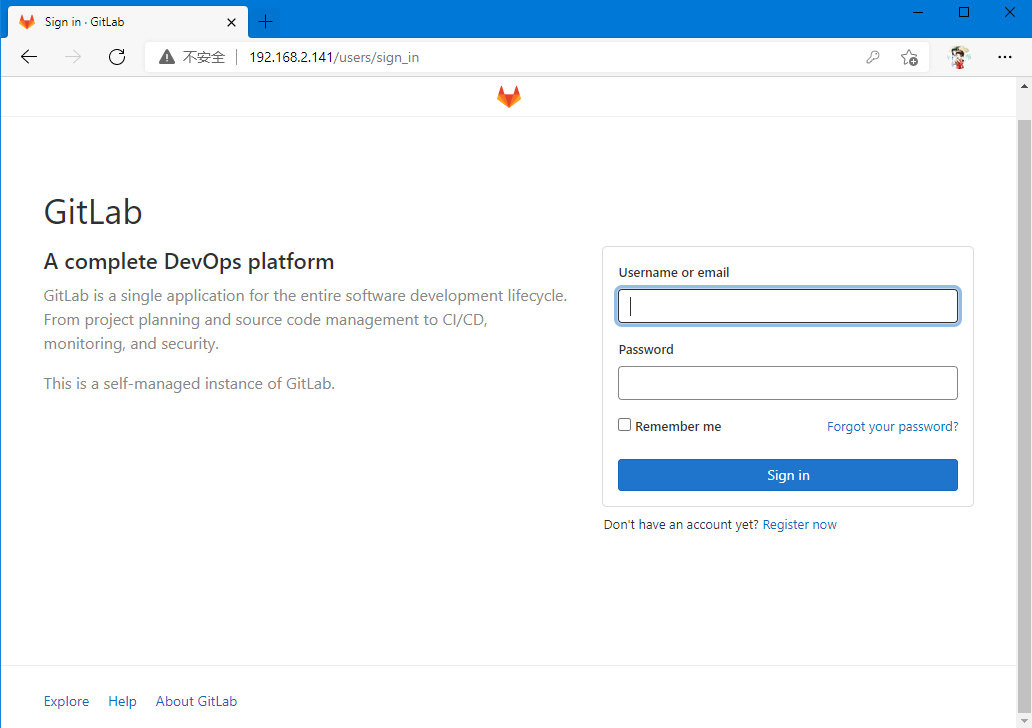 Sign in · GitLab
不安全 192.168.2.141/users/sign_in
GitLab
A complete DevOps platform
GitLab is a single application for the entire software development lifecycle.
From project planning and source code management to CI/CD,
monitoring, and security.
This is a self-managed instance of GitLab.
Username or email
Password
Remember me
Forgot your password?
Sign in
Don't have an account yet? Register now
Explore Help About GitLab